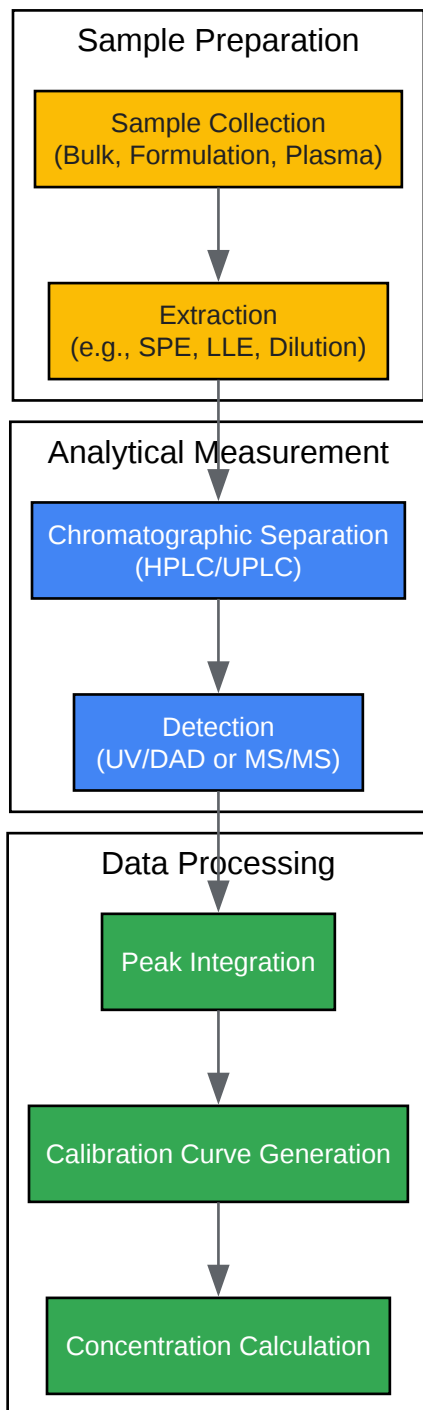 Sample Preparation
Sample Collection
(Bulk, Formulation, Plasma)
Extraction
(e.g., SPE, LLE, Dilution)
Analytical Measurement
Chromatographic Separation
(HPLC/UPLC)
Detection
(UV/DAD or MS/MS)
Data Processing
Peak Integration
Calibration Curve Generation
Concentration Calculation